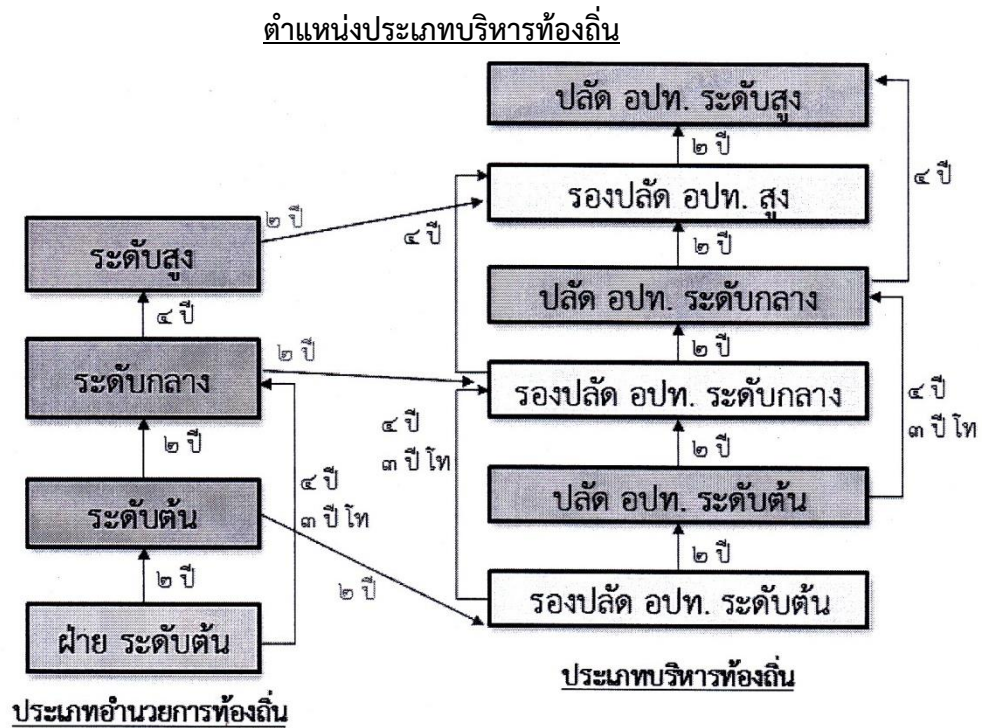 ตำแหน่งประเภทบริหารท้องถิ่น
ปลัด อปท. ระดับสูง
๒ ปี
๔ ปี
รองปลัด อปท. สูง
๒ ปี
๔ ปี
ระดับสูง
๒ ปี
ปลัด อปท. ระดับกลาง
๔ ปี
๒ ปี
ระดับกลาง
๒ ปี
รองปลัด อปท. ระดับกลาง
๔ ปี
๓ ปี โท
๒ ปี
๔ ปี
๓ ปี โท
๒ ปี
ระดับต้น
๔ ปี
๓ ปี โท
ปลัด อปท. ระดับต้น
๒ ปี
๒ ปี
๒ ปี
รองปลัด อปท. ระดับต้น
ฝ่าย ระดับต้น
ประเภทบริหารท้องถิ่น
ประเภทอำนวยการท้องถิ่น